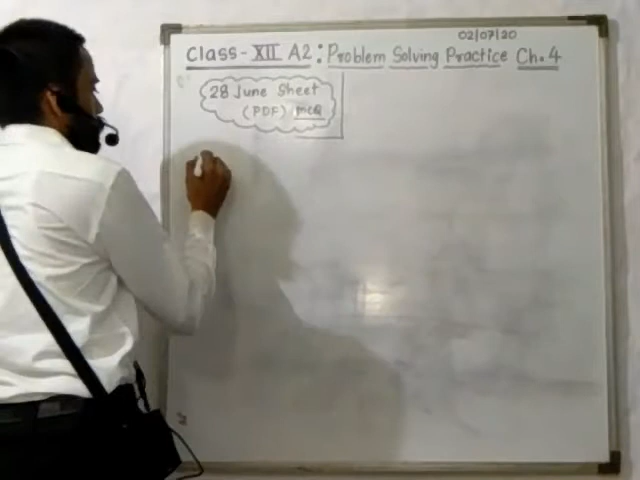 02/07/20
Class - XII A2 : Problem Solving Practice Ch. 4
28 June Sheet
(PDF) MCQ